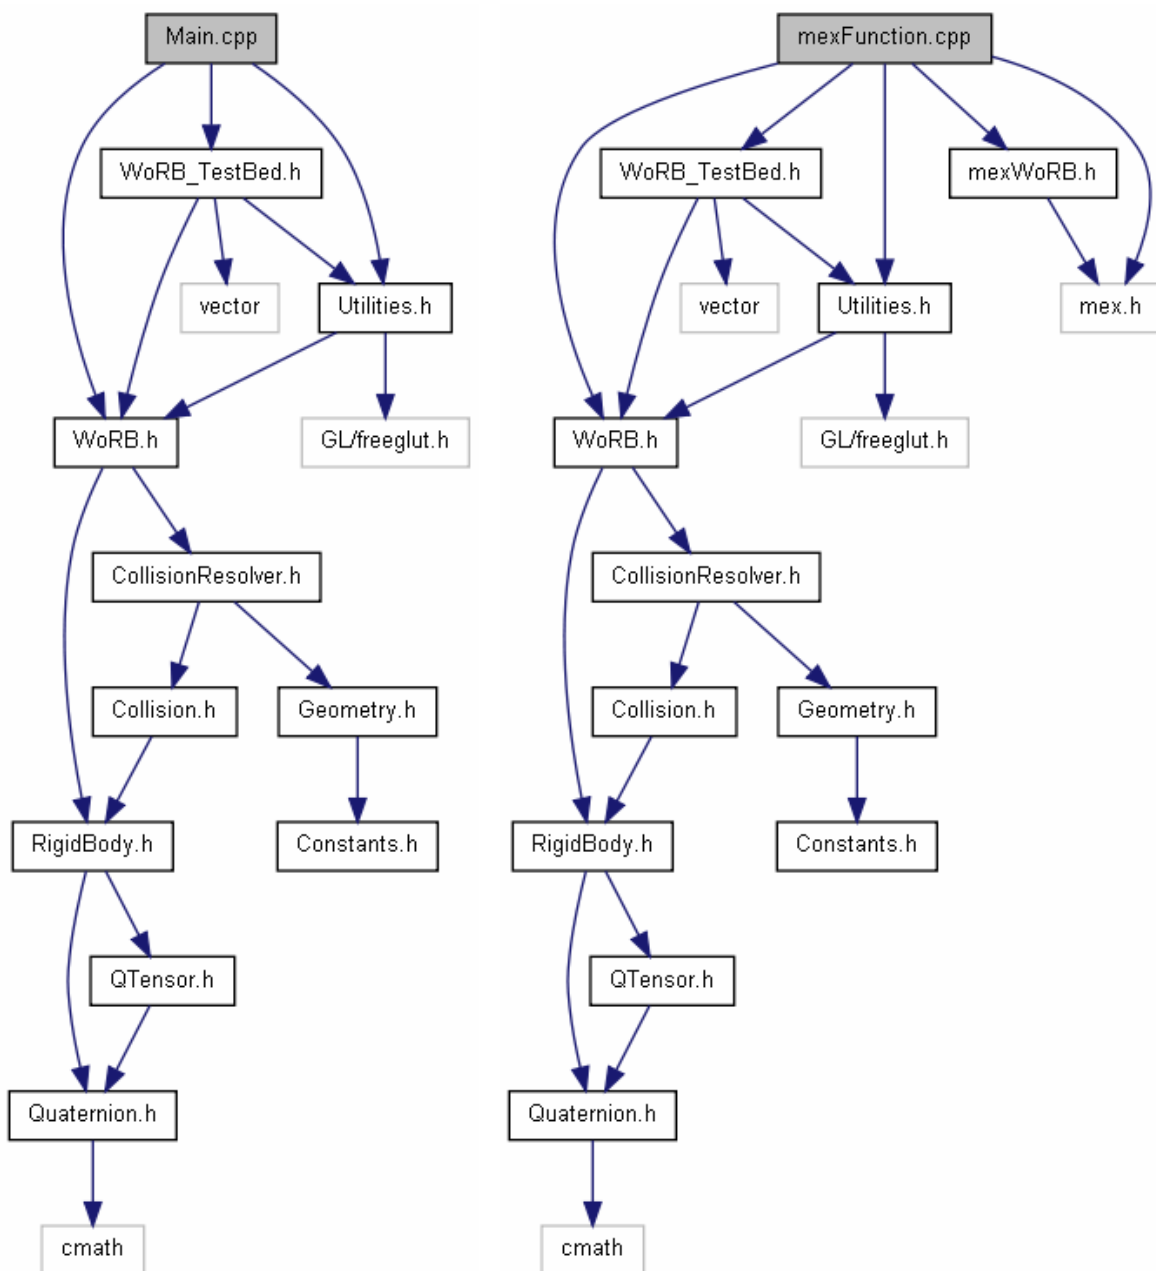 Main.cpp
mexFunction.cpp
WoRB_TestBed.h
WoRB_TestBed.h
mexWoRB.h
vector
Utilities.h
vector
Utilities.h
mex.h
WoRB.h
GL/freeglut.h
WoRB.h
GL/freeglut.h
CollisionResolver.h
CollisionResolver.h
Collision.h
Geometry.h
Collision.h
Geometry.h
RigidBody.h
Constants.h
RigidBody.h
Constants.h
QTensor.h
QTensor.h
Quaternion.h
Quaternion.h
cmath
cmath